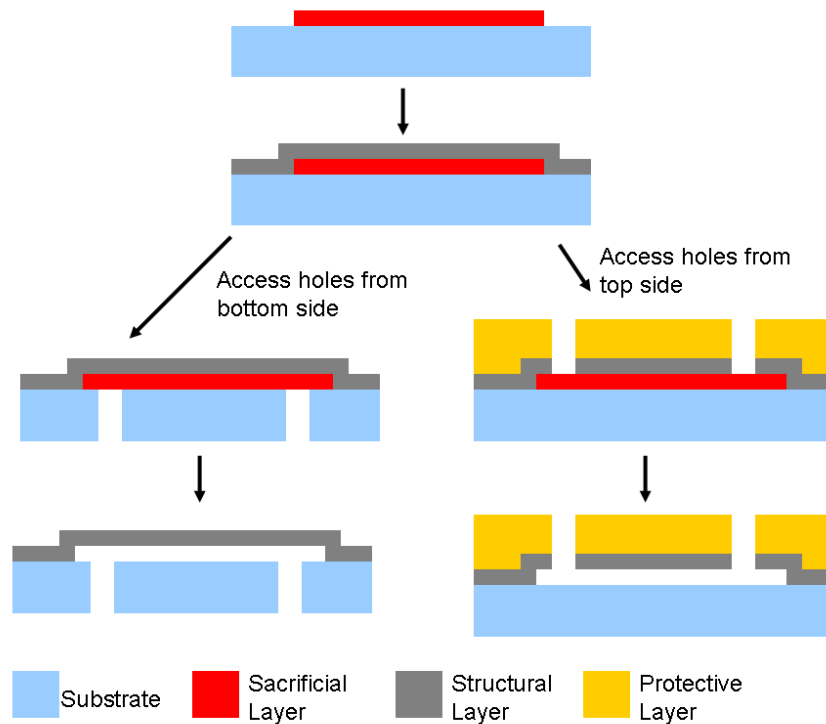 Access holes from
bottom side
Access holes from
top side
Substrate
Sacrificial
Layer
Structural
Layer
Protective
Layer